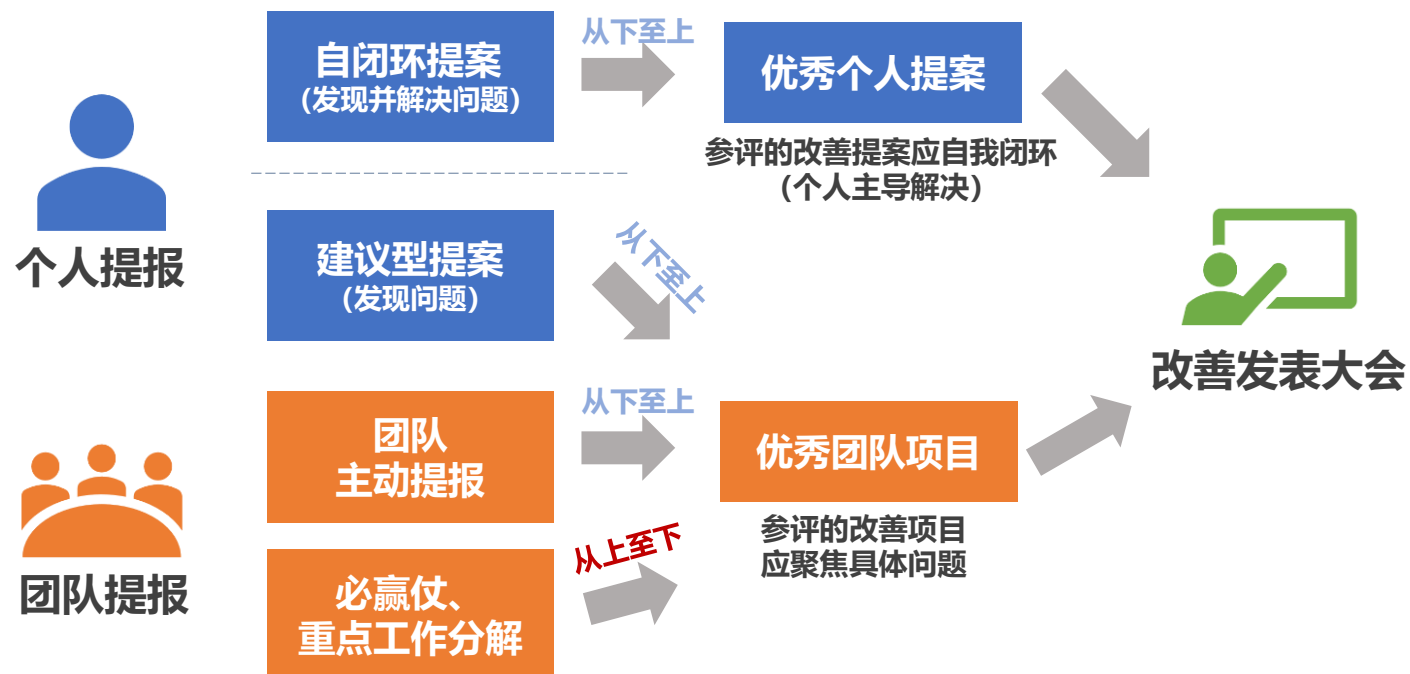 从下至上
自闭环提案
(发现并解决问题)
优秀个人提案
参评的改善提案应自我闭环
(个人主导解决)
个人提报
建议型提案
(发现问题)
从下至上
改善发表大会
团队
主动提报
从下至上
优秀团队项目
参评的改善项目
应聚焦具体问题
从上至下
团队提报
必赢仗、
重点工作分解